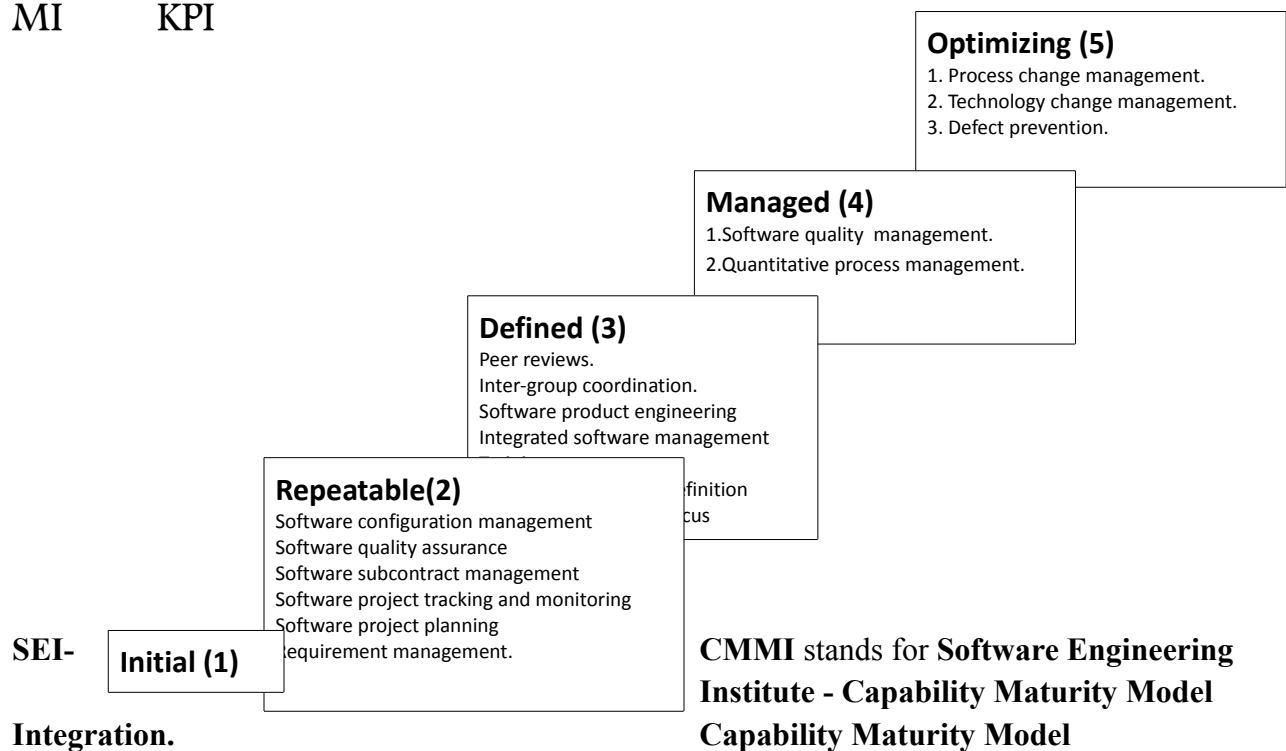 MI KPI
Optimizing (5)
1. Process change management.
2. Technology change management.
3. Defect prevention.
Managed (4)
1.Software quality  management.
2.Quantitative process management.
Defined (3)
Peer reviews.
Inter-group coordination.
Software product engineering
Integrated software management
efinition
cus
Repeatable(2)
Software configuration management
Software quality assurance
Software subcontract management
Software project tracking and monitoring
Software project planning
equirement management.
Initial (1)
SEI- CMMI stands for Software Engineering
Institute - Capability Maturity Model
Integration. Capability Maturity Model